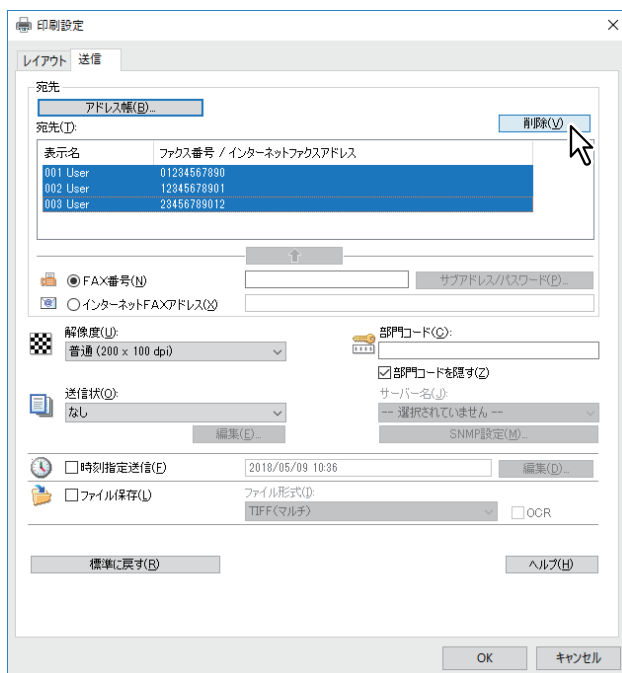 印刷設定
レイアウト 送信
宛先
アドレス帳(B)...
宛先(T):
削除(V)
表示名 ファクス番号 / インターネットファクスアドレス
001 User 01234567890
002 User 12345678901
003 User 23456789012
FAX番号(N)
サブアドレス/パスワード(P)...
インターネットFAXアドレス(X)
解像度(U):
普通 (200 x 100 dpi)
部門コード(C):
部門コードを隠す(Z)
送信状(O):
なし
編集(E)...
サーバー名(J):
-- 選択されていません --
SNMP設定(M)...
時刻指定送信(F) 2018/05/09 10:36 編集(D)...
ファイル保存(L)
ファイル形式(I):
TIFF(マルチ) OCR
標準に戻す(R) ヘルプ(H)
OK キャンセル